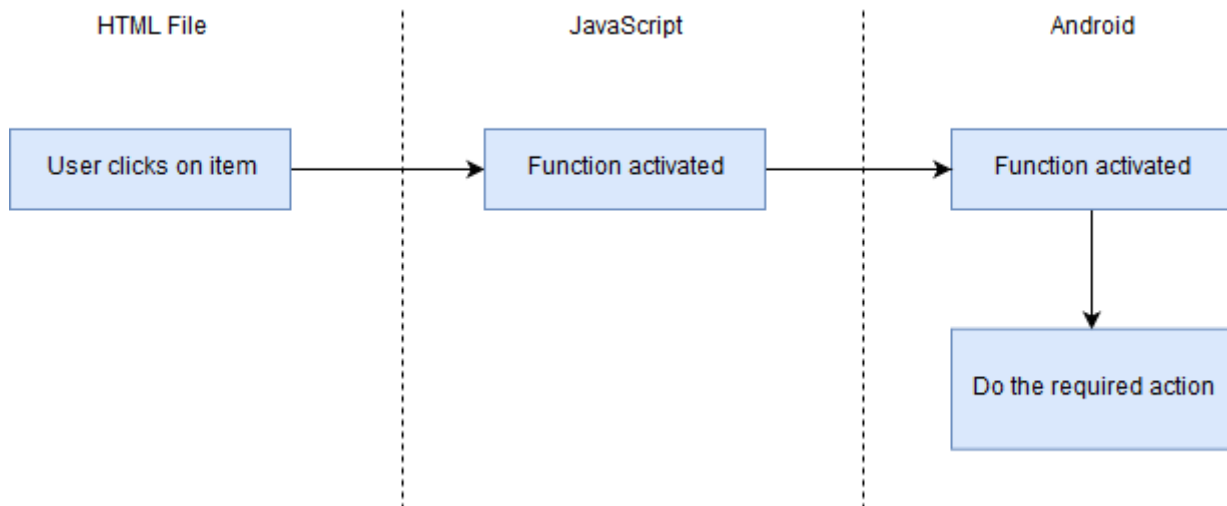 HTML File
JavaScript
Android
User clicks on item
Function activated
Function activated
Do the required action